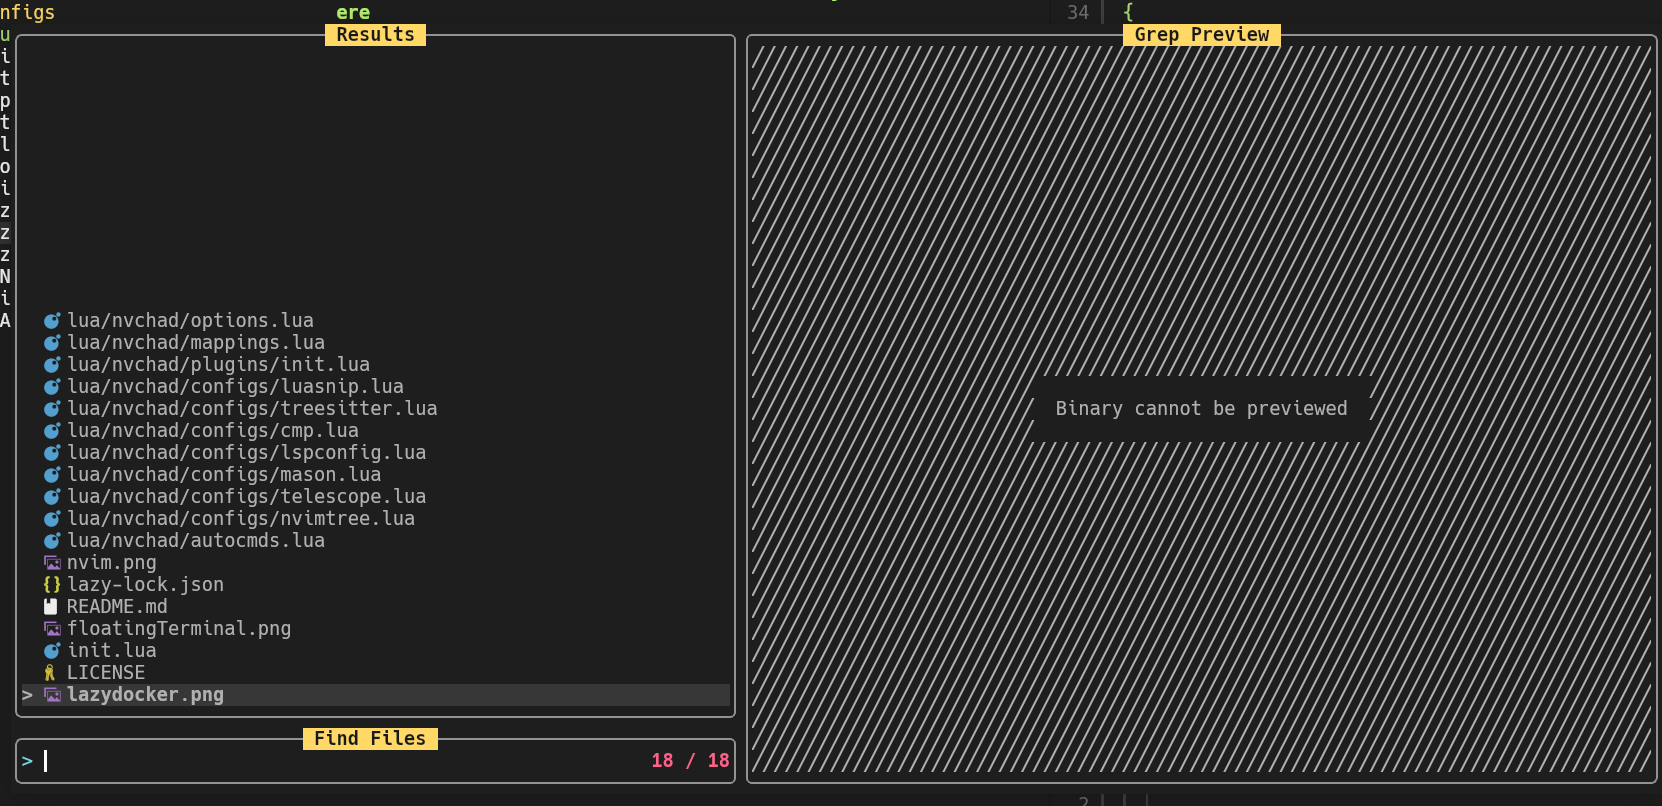 nfigs
ere
34 {
u
i
t
p
t
l
o
i
z
z
z
N
i
A
Results
lua/nvchad/options.lua
lua/nvchad/mappings.lua
lua/nvchad/plugins/init.lua
lua/nvchad/configs/luasnip.lua
lua/nvchad/configs/treesitter.lua
lua/nvchad/configs/cmp.lua
lua/nvchad/configs/lspconfig.lua
lua/nvchad/configs/mason.lua
lua/nvchad/configs/telescope.lua
lua/nvchad/configs/nvimtree.lua
lua/nvchad/autocmds.lua
nvim.png
{} lazy-lock.json
README.md
floatingTerminal.png
init.lua
LICENSE
> lazydocker.png
Find Files
> 18 / 18
Grep Preview
Binary cannot be previewed
2